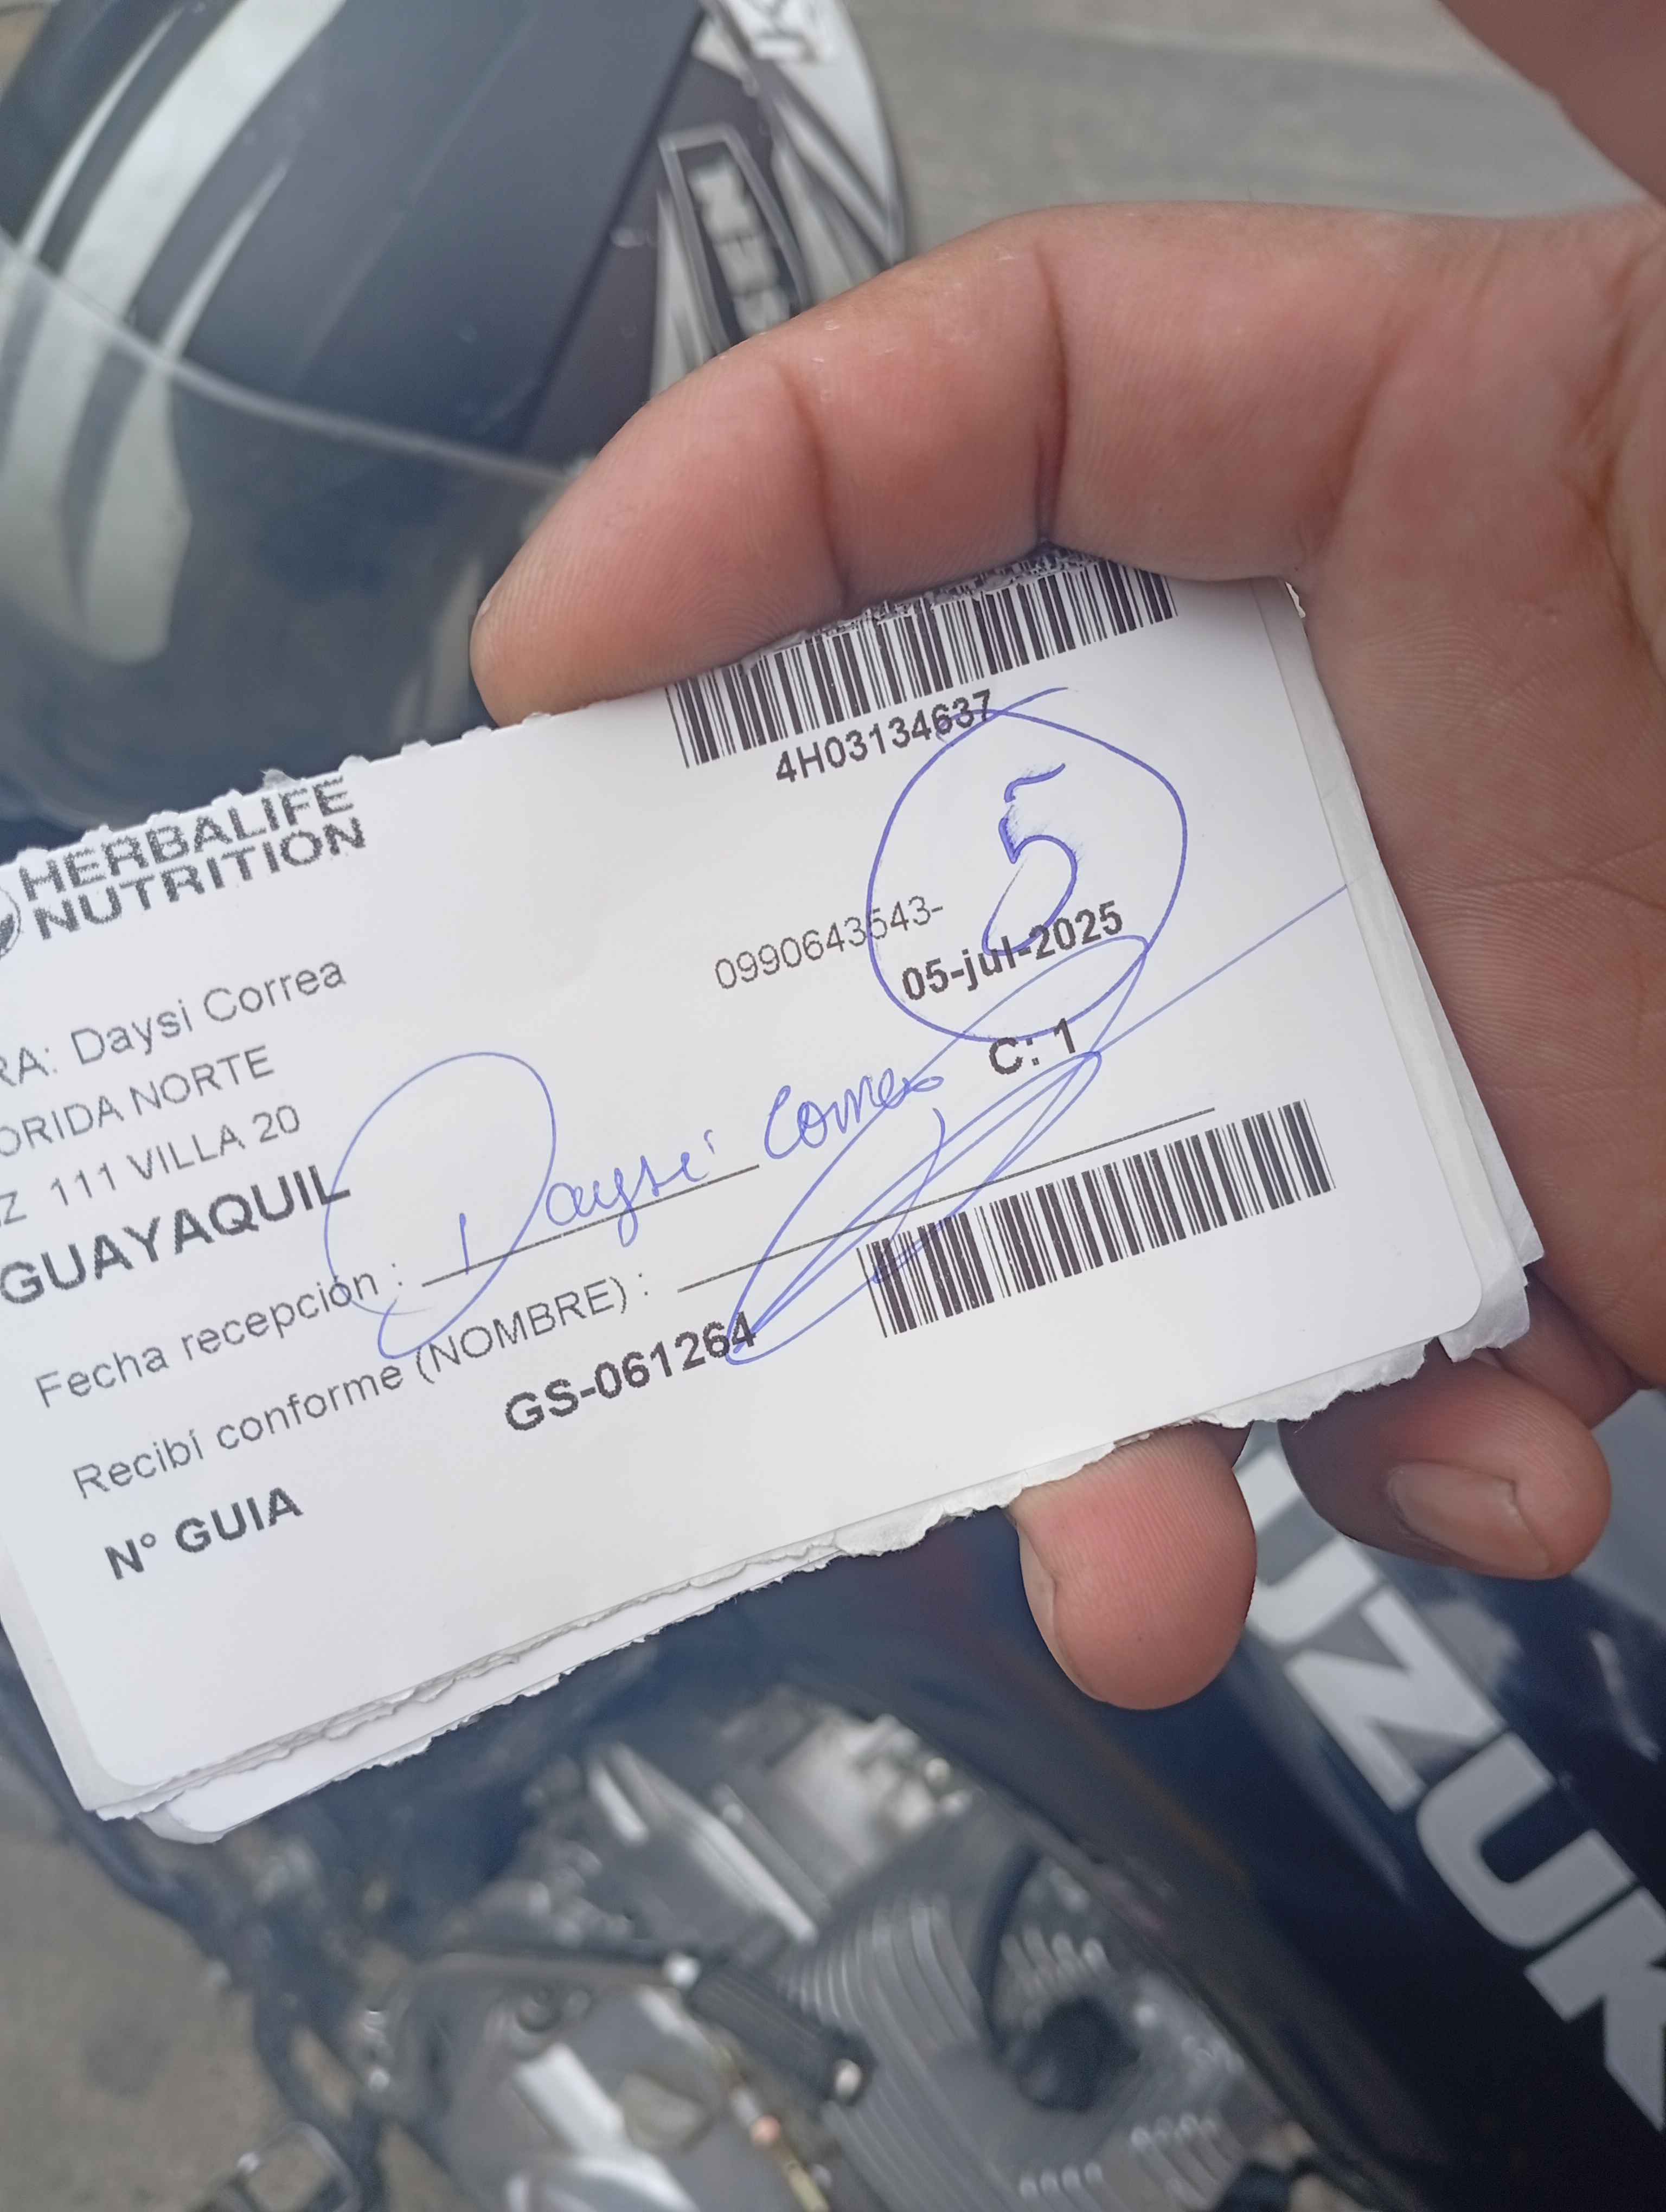 4H03134637
HERBALIFE
NUTRITION
5
0990643543-
05-jul-2025
RA: Daysi Correa
ORIDA NORTE
Z 111 VILLA 20
C: 1
GUAYAQUIL
Daysi Correa
Fecha recepción :
Recibí conforme (NOMBRE) :
GS-061264
N° GUIA
UZUK